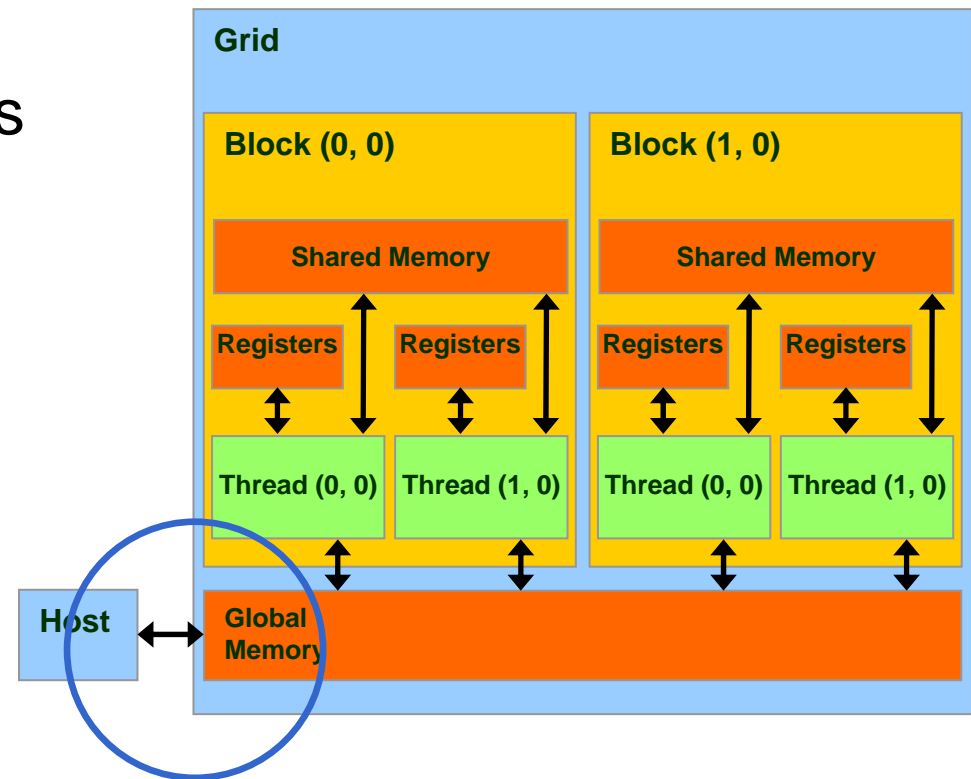 Grid
s
Block (0, 0)
Block (1, 0)
Shared Memory
Shared Memory
Registers
Registers
Registers
Registers
Thread (0, 0)
Thread (1, 0)
Thread (0, 0)
Thread (1, 0)
Host
Global
Memory